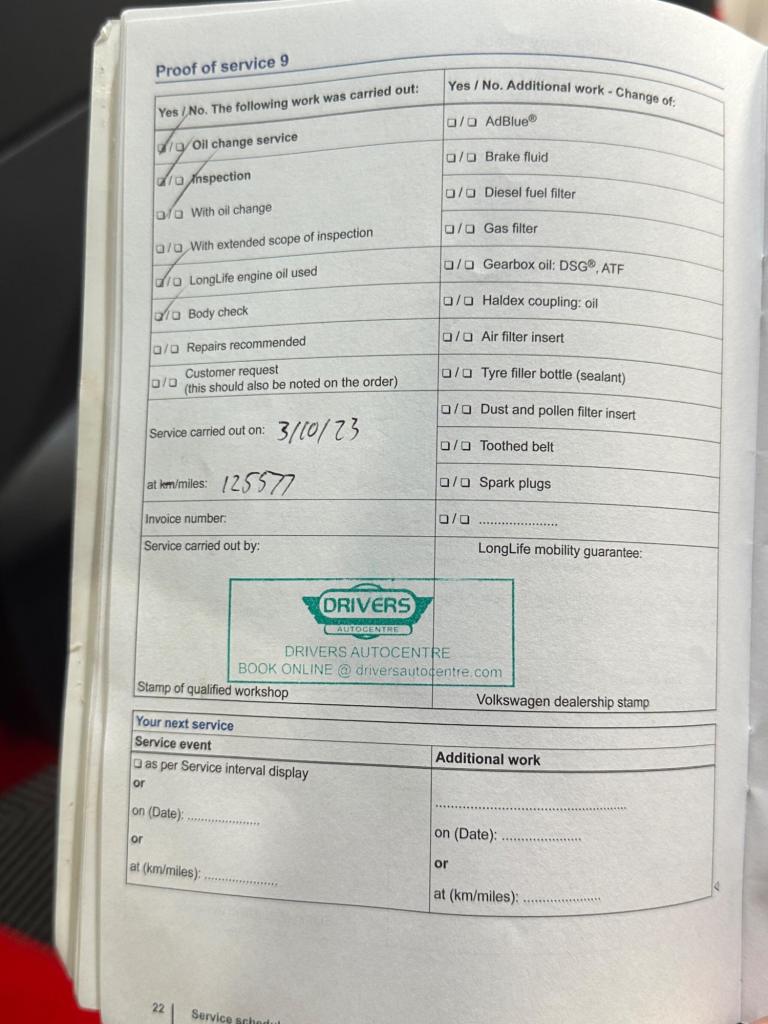 Proof of service 9
Yes / No. The following work was carried out:
❏/❏ Oil change service
❏/❏ Inspection
❏/❏ With oil change
❏/❏ With extended scope of inspection
❏/❏ LongLife engine oil used
❏/❏ Body check
❏/❏ Repairs recommended
❏/❏ Customer request
(this should also be noted on the order)
Service carried out on: 3/10/23
at km/miles: 125577
Invoice number:
Service carried out by:
Yes / No. Additional work - Change of:
❏/❏ AdBlue®
❏/❏ Brake fluid
❏/❏ Diesel fuel filter
❏/❏ Gas filter
❏/❏ Gearbox oil: DSG®, ATF
❏/❏ Haldex coupling: oil
❏/❏ Air filter insert
❏/❏ Tyre filler bottle (sealant)
❏/❏ Dust and pollen filter insert
❏/❏ Toothed belt
❏/❏ Spark plugs
❏/❏ ......................
LongLife mobility guarantee:
DRIVERS
AUTOCENTRE
DRIVERS AUTOCENTRE
BOOK ONLINE @ driversautocentre.com
Stamp of qualified workshop
Volkswagen dealership stamp
Your next service
Service event
❏ as per Service interval display
or
on (Date): ....................
or
at (km/miles): ....................
Additional work
..................................................
on (Date): ....................
or
at (km/miles): ....................
22